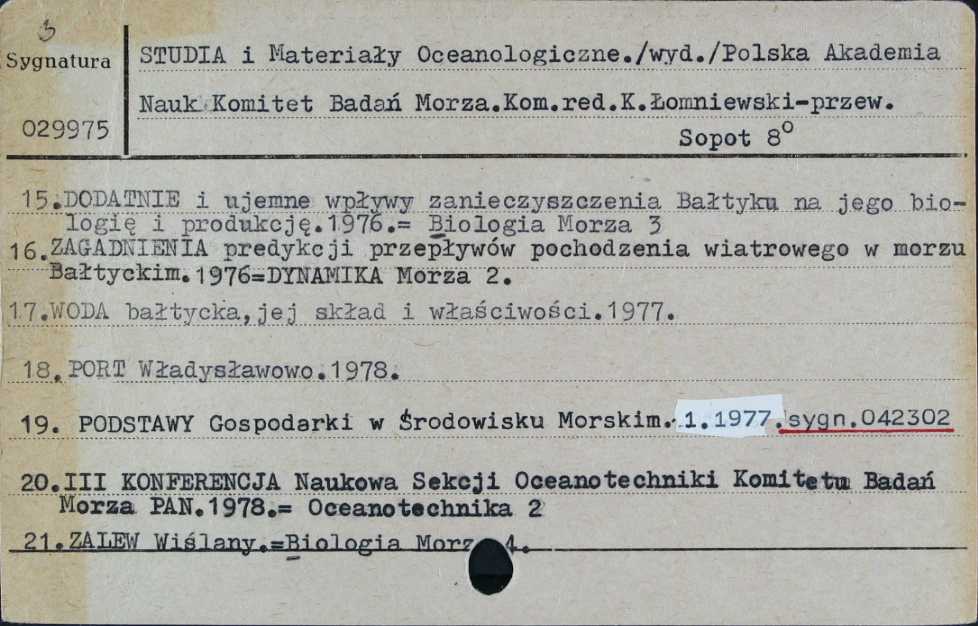 3
Sygnatura
STUDIA i Materiały Oceanologiczne./wyd./Polska Akademia
Nauk Komitet Badań Morza.Kom.red.K.Łomniewski-przew.
029975
Sopot 8°
15.DODATNIE i ujemne wpływy zanieczyszczenia Bałtyku na jego bio-
logię i produkcję.1976.= Biologia Morza 3
16.ZAGADNIENIA predykcji przepływów pochodzenia wiatrowego w morzu
Bałtyckim.1976=DYNAMIKA Morza 2.
17.WODA bałtycka,jej skład i właściwości.1977.
18.PORT Władysławowo.1978.
19. PODSTAWY Gospodarki w Środowisku Morskim.1.1977.sygn.042302
20.III KONFERENCJA Naukowa Sekcji Oceanotechniki Komitetu Badań
Morza PAN.1978.= Oceanotechnika 2
21.ZALEW Wiślany.=Biologia Morza 4.